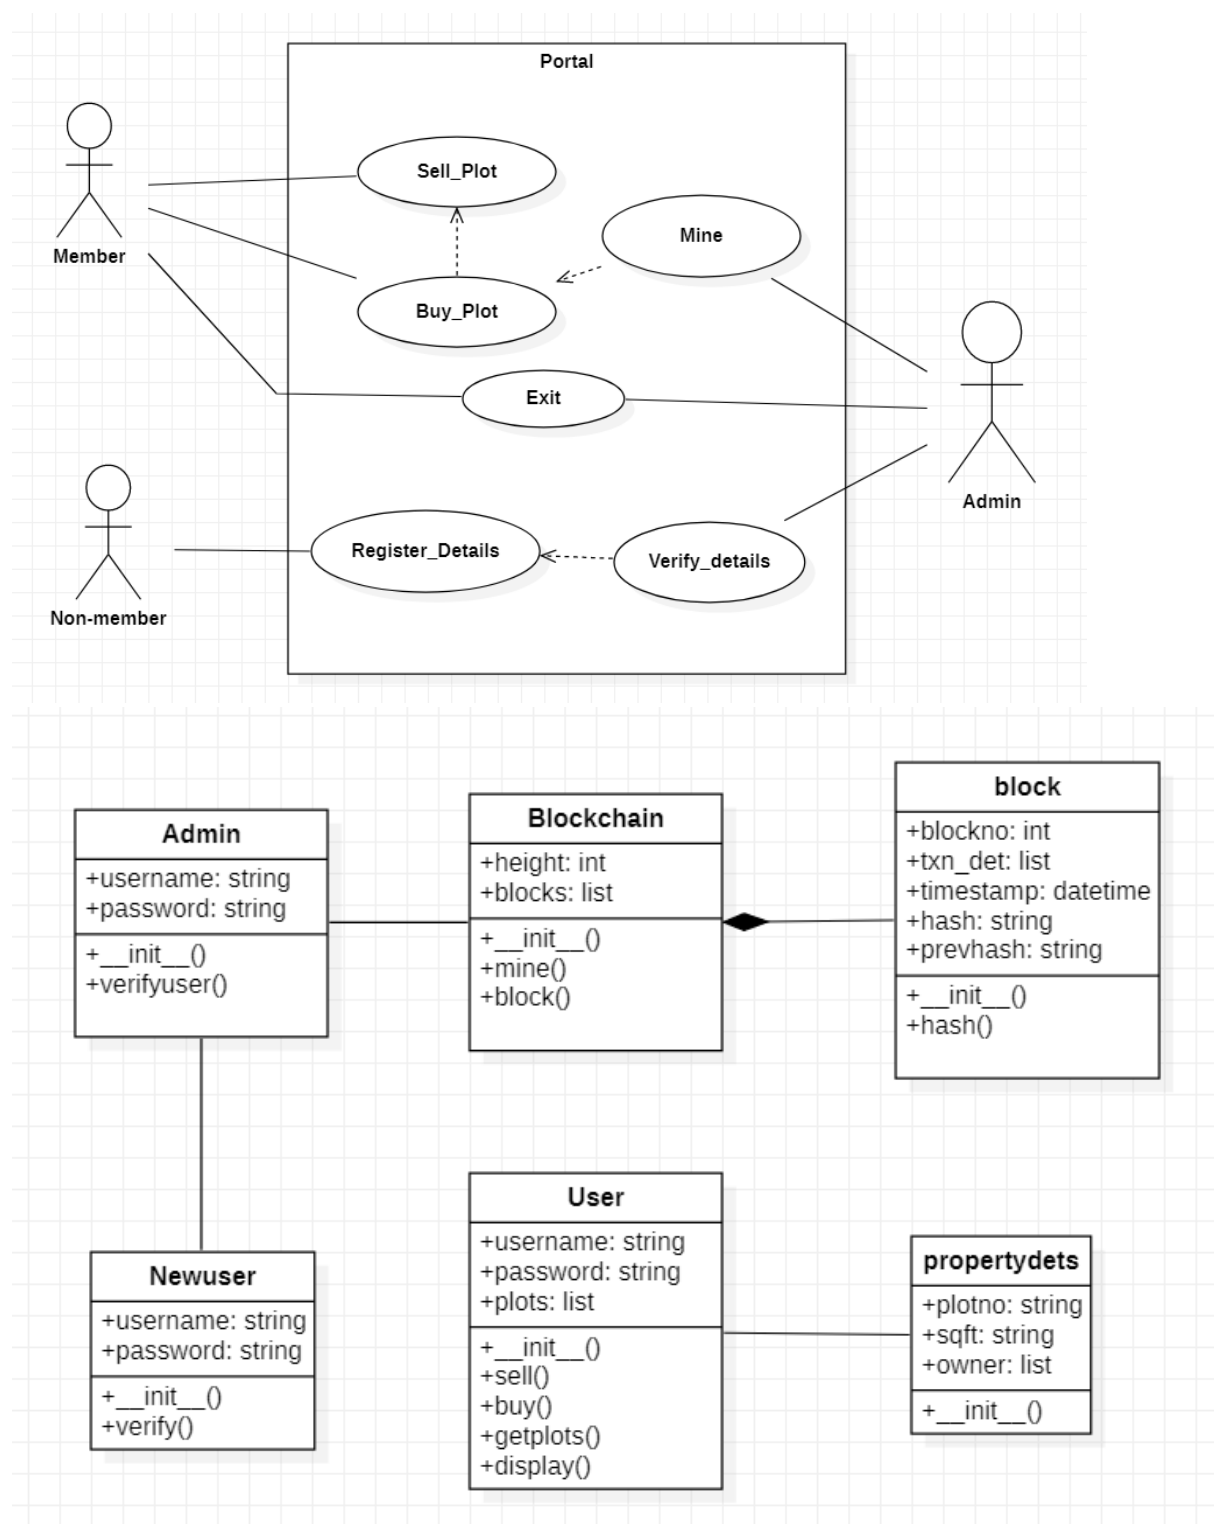 Portal
Sell_Plot
Mine
Member
Buy_Plot
Exit
Admin
Register_Details
Verify_details
Non-member
Admin
+username: string
+password: string
+__init__()
+verifyuser()
Blockchain
+height: int
+blocks: list
+__init__()
+mine()
+block()
block
+blockno: int
+txn_det: list
+timestamp: datetime
+hash: string
+prevhash: string
+__init__()
+hash()
Newuser
+username: string
+password: string
+__init__()
+verify()
User
+username: string
+password: string
+plots: list
+__init__()
+sell()
+buy()
+getplots()
+display()
propertydets
+plotno: string
+sqft: string
+owner: list
+__init__()